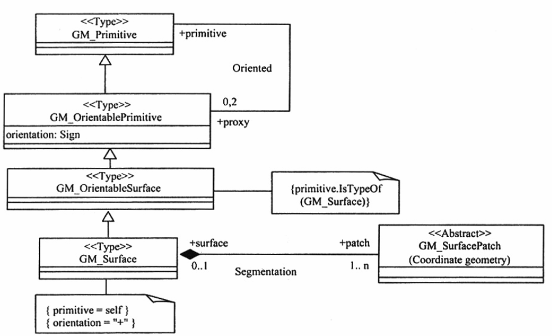 <<Type>>
GM_Primitive
+primitive
Oriented
<<Type>>
GM_OrientablePrimitive
0,2
+proxy
orientation: Sign
<<Type>>
GM_OrientableSurface
{primitive.IsTypeOf
(GM_Surface)}
<<Type>>
GM_Surface
+surface
0..1
Segmentation
+patch
1.. n
<<Abstract>>
GM_SurfacePatch
(Coordinate geometry)
{ primitive = self }
{ orientation = "+" }